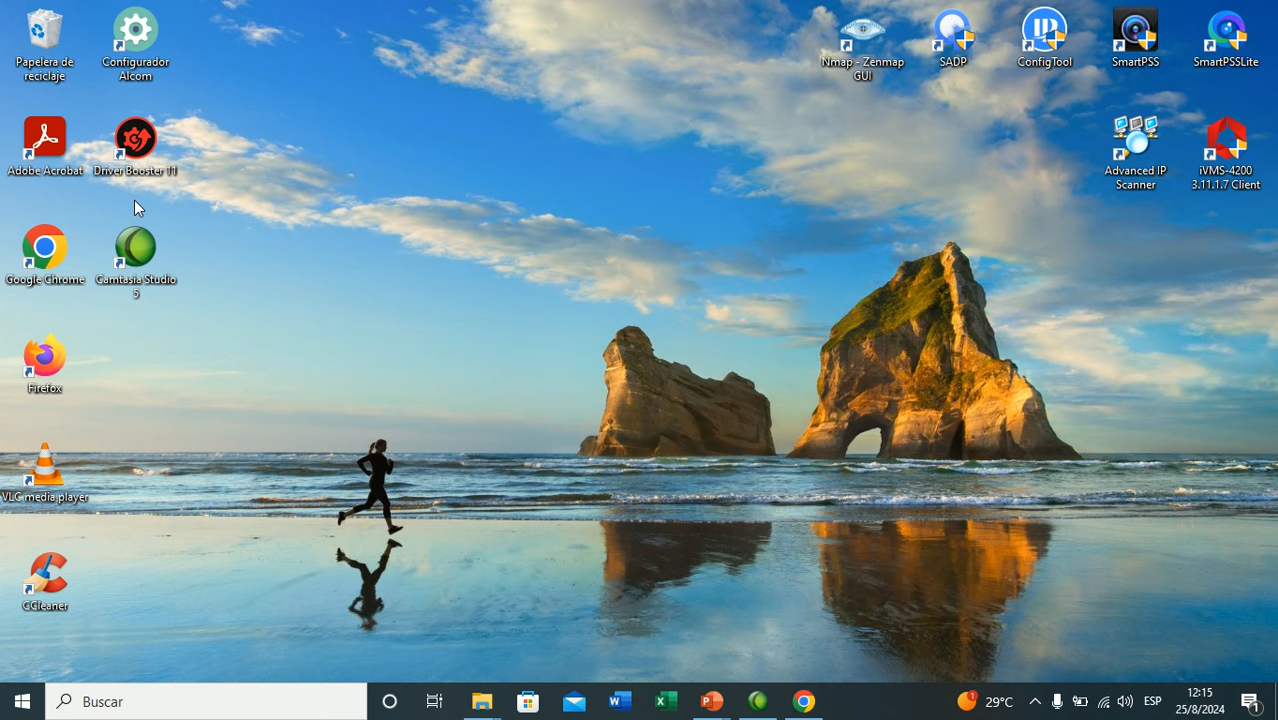 Papelera de
reciclaje
Configurador
Alcom
Nmap - Zenmap
GUI
SADP
ConfigTool
SmartPSS
SmartPSSLite
Adobe Acrobat
Driver Booster 11
Advanced IP
Scanner
iVMS-4200
3.11.1.7 Client
Google Chrome
Camtasia Studio
5
Firefox
VLC media player
CCleaner
Buscar
29°C
ESP
12:15
25/8/2024